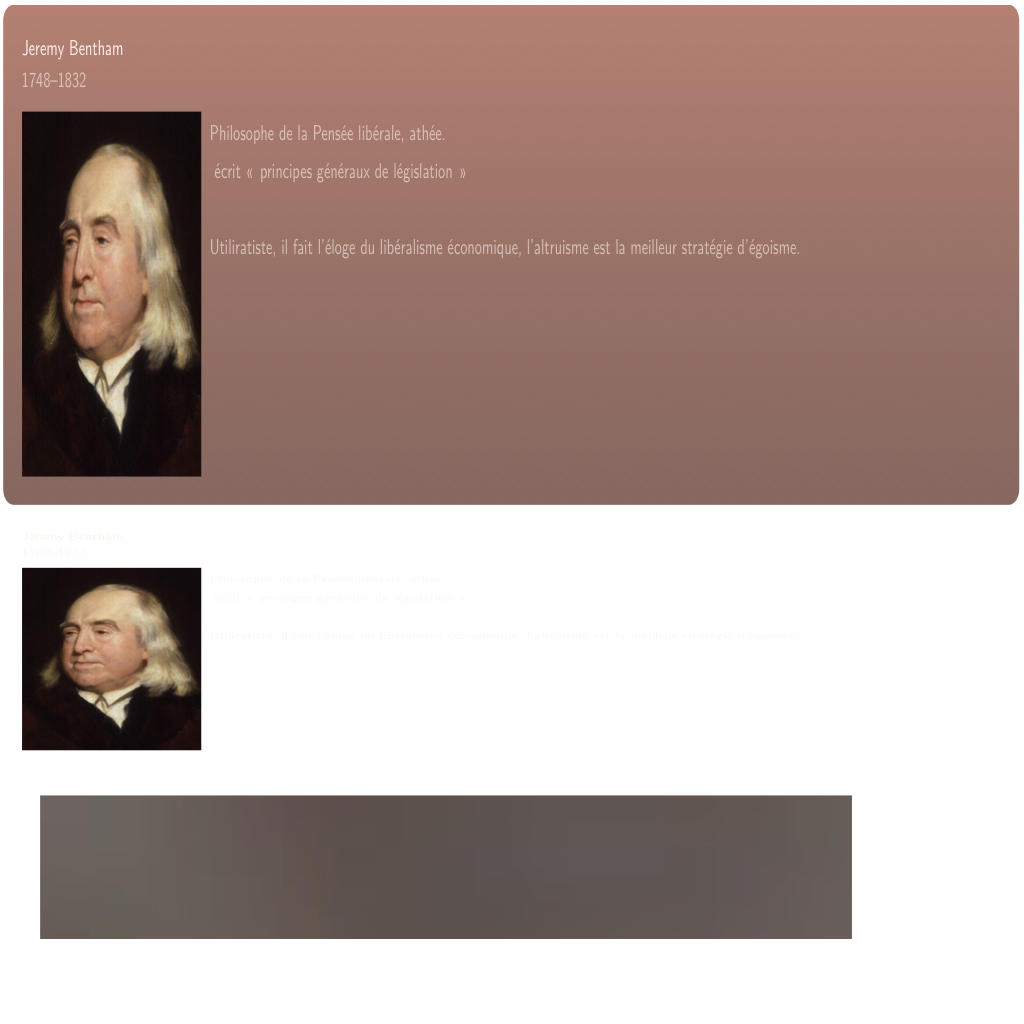 Jeremy Bentham
1748–1832
Philosophe de la Pensée libérale, athée.
écrit « principes généraux de législation »
Utiliratiste, il fait l'éloge du libéralisme économique, l'altruisme est la meilleur stratégie d'égoisme.
Jeremy Bentham
1748–1832
Philosophe de la Pensée libérale, athée.
écrit « principes généraux de législation »
Utiliratiste, il fait l'éloge du libéralisme économique, l'altruisme est la meilleur stratégie d'égoisme.